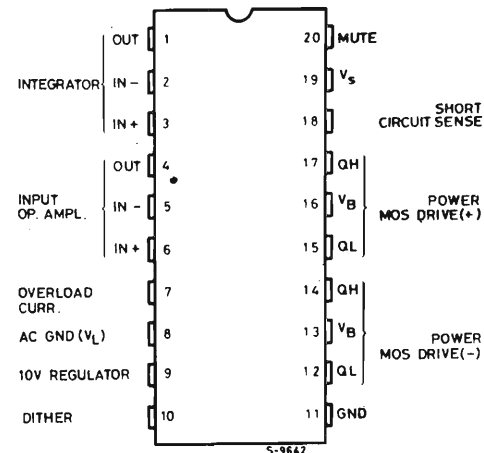 OUT 1 20 MUTE
INTEGRATOR IN - 2 19 Vs
IN + 3 18 SHORT CIRCUIT SENSE
OUT 4 17 QH
INPUT OP. AMPL. IN - 5 16 VB POWER MOS DRIVE(+)
IN + 6 15 QL
OVERLOAD CURR. 7 14 QH
AC GND (VL) 8 13 VB POWER MOS DRIVE(-)
10V REGULATOR 9 12 QL
DITHER 10 11 GND
S-9642